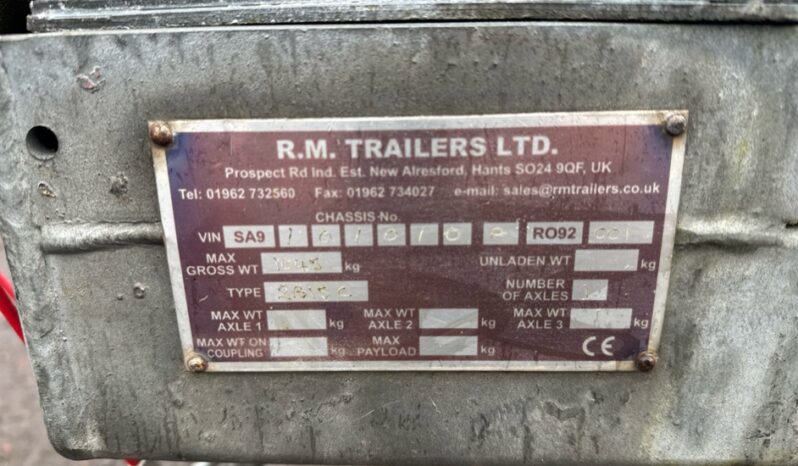 R.M. TRAILERS LTD.
Prospect Rd Ind. Est. New Alresford, Hants SO24 9QF, UK
Tel: 01962 732560 Fax: 01962 734027 e-mail: sales@rmtrailers.co.uk
CHASSIS No.
VIN SA9 RO92 001
MAX GROSS WT kg UNLADEN WT kg
TYPE NUMBER OF AXLES
MAX WT AXLE 1 kg MAX WT AXLE 2 kg MAX WT AXLE 3 kg
MAX WT ON COUPLING kg MAX PAYLOAD kg CE